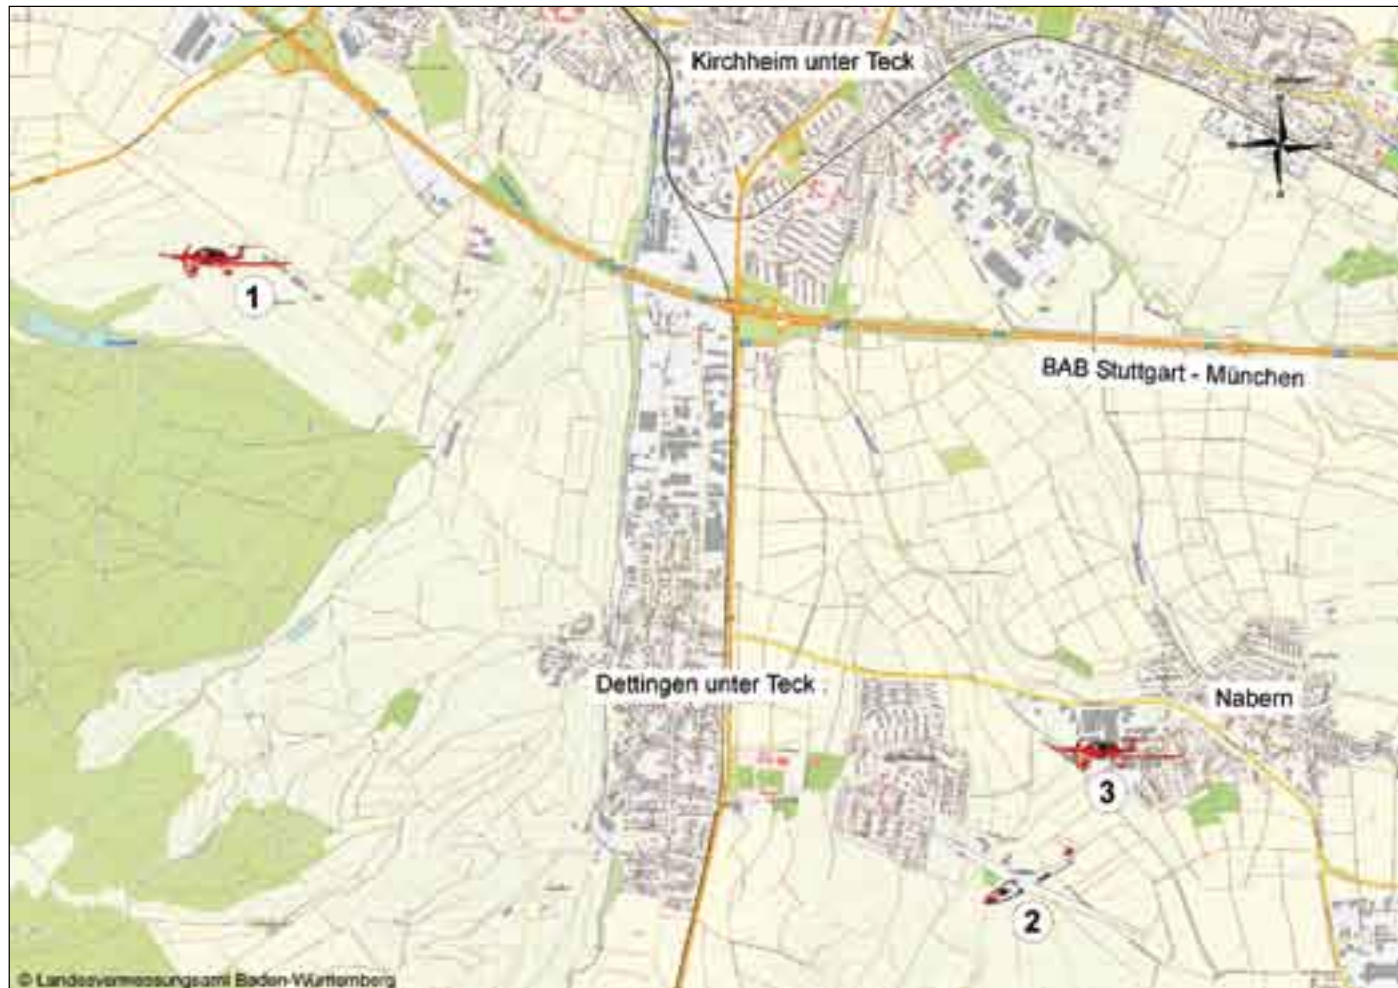 Kirchheim unter Teck
1
BAB Stuttgart - München
Dettingen unter Teck
Nabern
3
2
© Landesvermessungsamt Baden-Württemberg